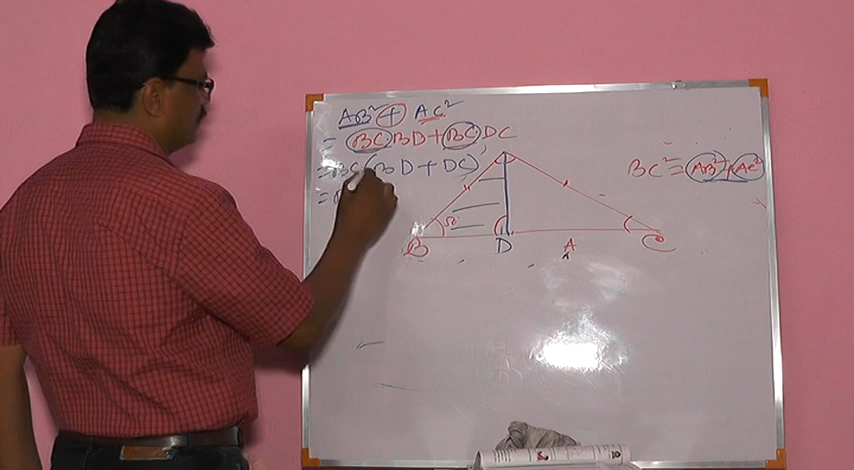 AB² + AC²
= BC·BD + BC·DC
= BC(BD + DC)
=
BC² = AB² + AC²
B D A C